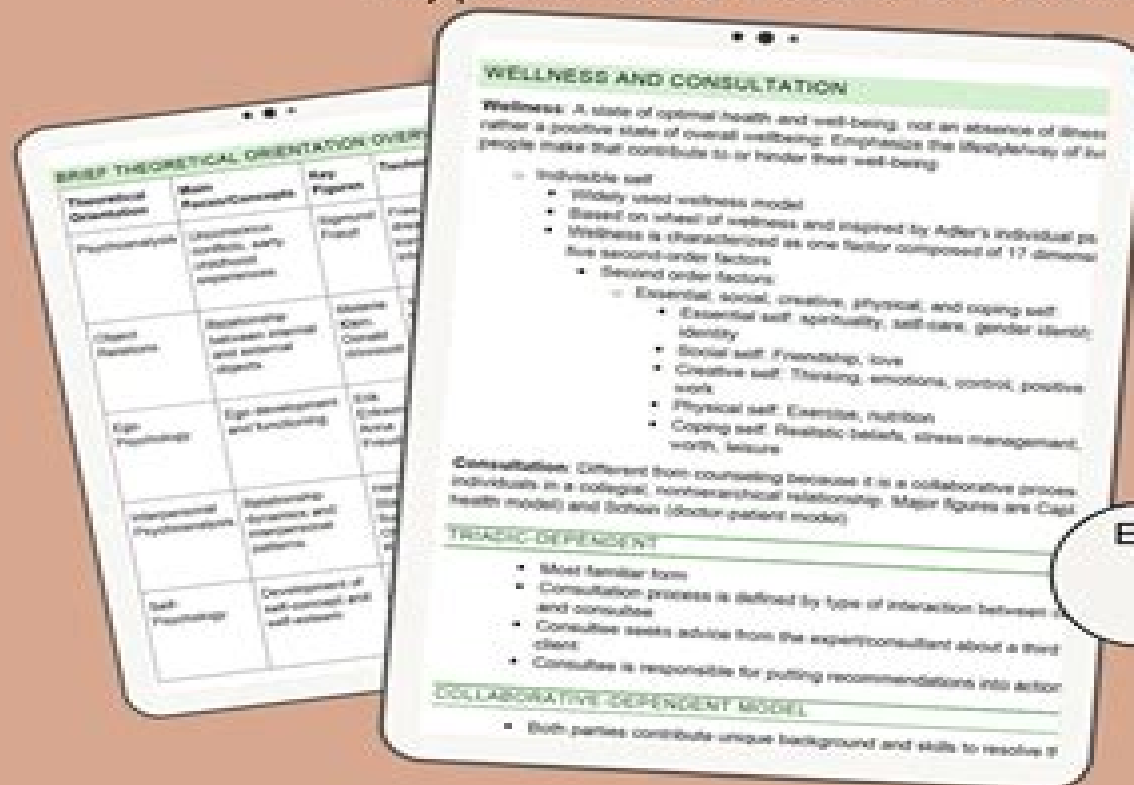 BRIEF THEORETICAL ORIENTATION OVER
Theoretical Main Key
Orientation Focus/Concepts Figures
Psychoanalysis Unconscious Sigmund
conflicts, early Freud
childhood
experiences
Object Relationship Melanie
Relations between internal Klein,
and external Donald
objects Winnicott
Ego Ego development Erik
Psychology and functioning Erikson,
Anna
Freud
Interpersonal Relationship
Psychoanalysis dynamics and
interpersonal
patterns
Self Development of
Psychology self-concept and
self-esteem
WELLNESS AND CONSULTATION
Wellness: A state of optimal health and well-being; not an absence of illness
rather a positive state of overall wellbeing; Emphasize the lifestyle/way of
people make that contribute to or hinder their well-being
○ Indivisible self
▪ Widely used wellness model
▪ Based on wheel of wellness and inspired by Adler's individual
▪ Wellness is characterized as one factor composed of 17
five second order factors
▪ Second order factors:
○ Essential, social, creative, physical, and coping self
▪ Essential self: spirituality, self-care, gender
identity
▪ Social self: Friendship, love
▪ Creative self: Thinking, emotions, control, positive
work
▪ Physical self: Exercise, nutrition
▪ Coping self: Realistic beliefs, stress management,
worth, leisure
Consultation: Different from counseling because it is a collaborative
individuals in a collegial, nonhierarchical relationship. Major figures are
health model) and Schein (doctor-patient model)
TRIADIC-DEPENDENT
• Most familiar form
• Consultation process is defined by type of interaction between
and consultee
• Consultee seeks advice from the expert/consultant about a third
client
• Consultee is responsible for putting recommendations into action
COLLABORATIVE-DEPENDENT MODEL
• Both parties contribute unique background and skills to resolve
E